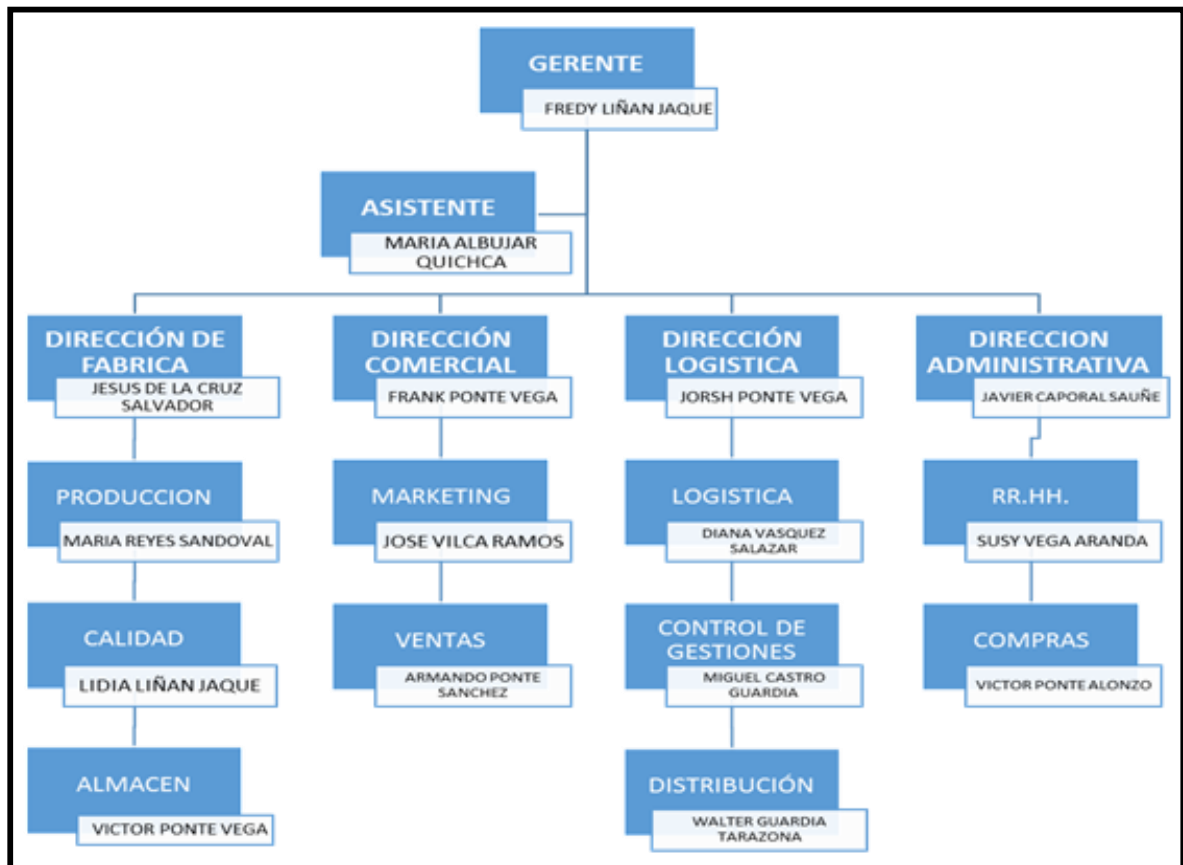 GERENTE
FREDY LIÑAN JAQUE
ASISTENTE
MARIA ALBUJAR
QUICHCA
DIRECCIÓN DE
FABRICA
JESUS DE LA CRUZ
SALVADOR
DIRECCIÓN
COMERCIAL
FRANK PONTE VEGA
DIRECCIÓN
LOGISTICA
JORSH PONTE VEGA
DIRECCION
ADMINISTRATIVA
JAVIER CAPORAL SAUÑE
PRODUCCION
MARIA REYES SANDOVAL
MARKETING
JOSE VILCA RAMOS
LOGISTICA
DIANA VASQUEZ
SALAZAR
RR.HH.
SUSY VEGA ARANDA
CALIDAD
LIDIA LIÑAN JAQUE
VENTAS
ARMANDO PONTE
SANCHEZ
CONTROL DE
GESTIONES
MIGUEL CASTRO
GUARDIA
COMPRAS
VICTOR PONTE ALONZO
ALMACEN
VICTOR PONTE VEGA
DISTRIBUCIÓN
WALTER GUARDIA
TARAZONA